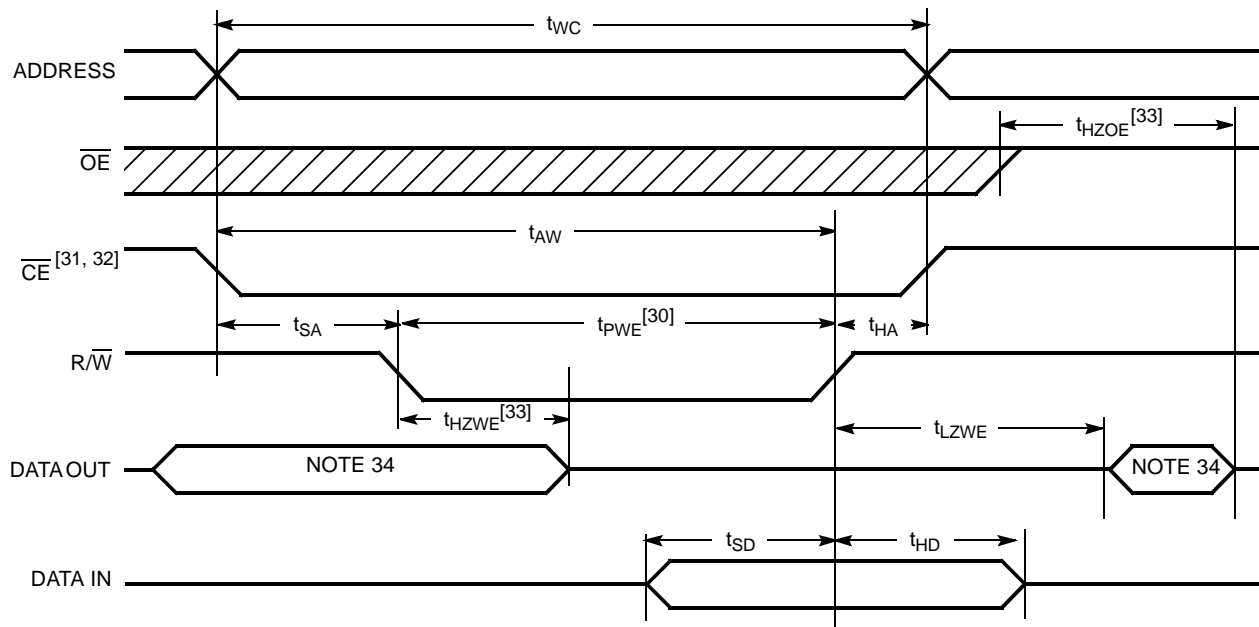 tWC
ADDRESS
tHZOE[33]
OE
tAW
CE[31, 32]
tSA
tPWE[30]
tHA
R/W
tHZWE[33]
tLZWE
DATA OUT
NOTE 34
NOTE 34
tSD
tHD
DATA IN